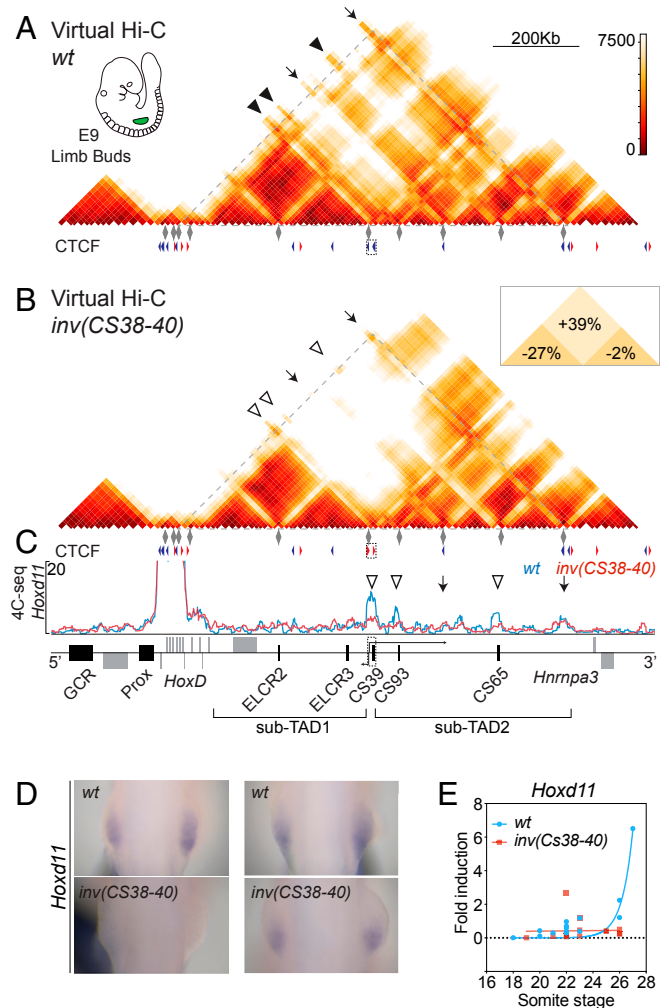 A
Virtual Hi-C
wt
E9
Limb Buds
200Kb
7500
0
CTCF
B
Virtual Hi-C
inv(CS38-40)
+39%
-27%
-2%
CTCF
C
4C-seq
Hoxd11
20
wt
inv(CS38-40)
5'
3'
GCR
Prox
HoxD
ELCR2
ELCR3
CS39
CS93
CS65
Hnrnpa3
sub-TAD1
sub-TAD2
D
Hoxd11
wt
wt
inv(CS38-40)
inv(CS38-40)
E
Hoxd11
wt
inv(Cs38-40)
Fold induction
8
6
4
2
0
16 18 20 22 24 26 28
Somite stage